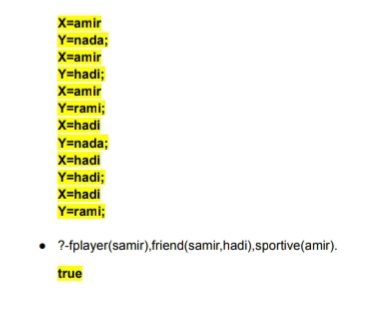 X=amir
Y=nada;
X=amir
Y=hadi;
X=amir
Y=rami;
X=hadi
Y=nada;
X=hadi
Y=hadi;
X=hadi
Y=rami;
• ?-fplayer(samir),friend(samir,hadi),sportive(amir).
true